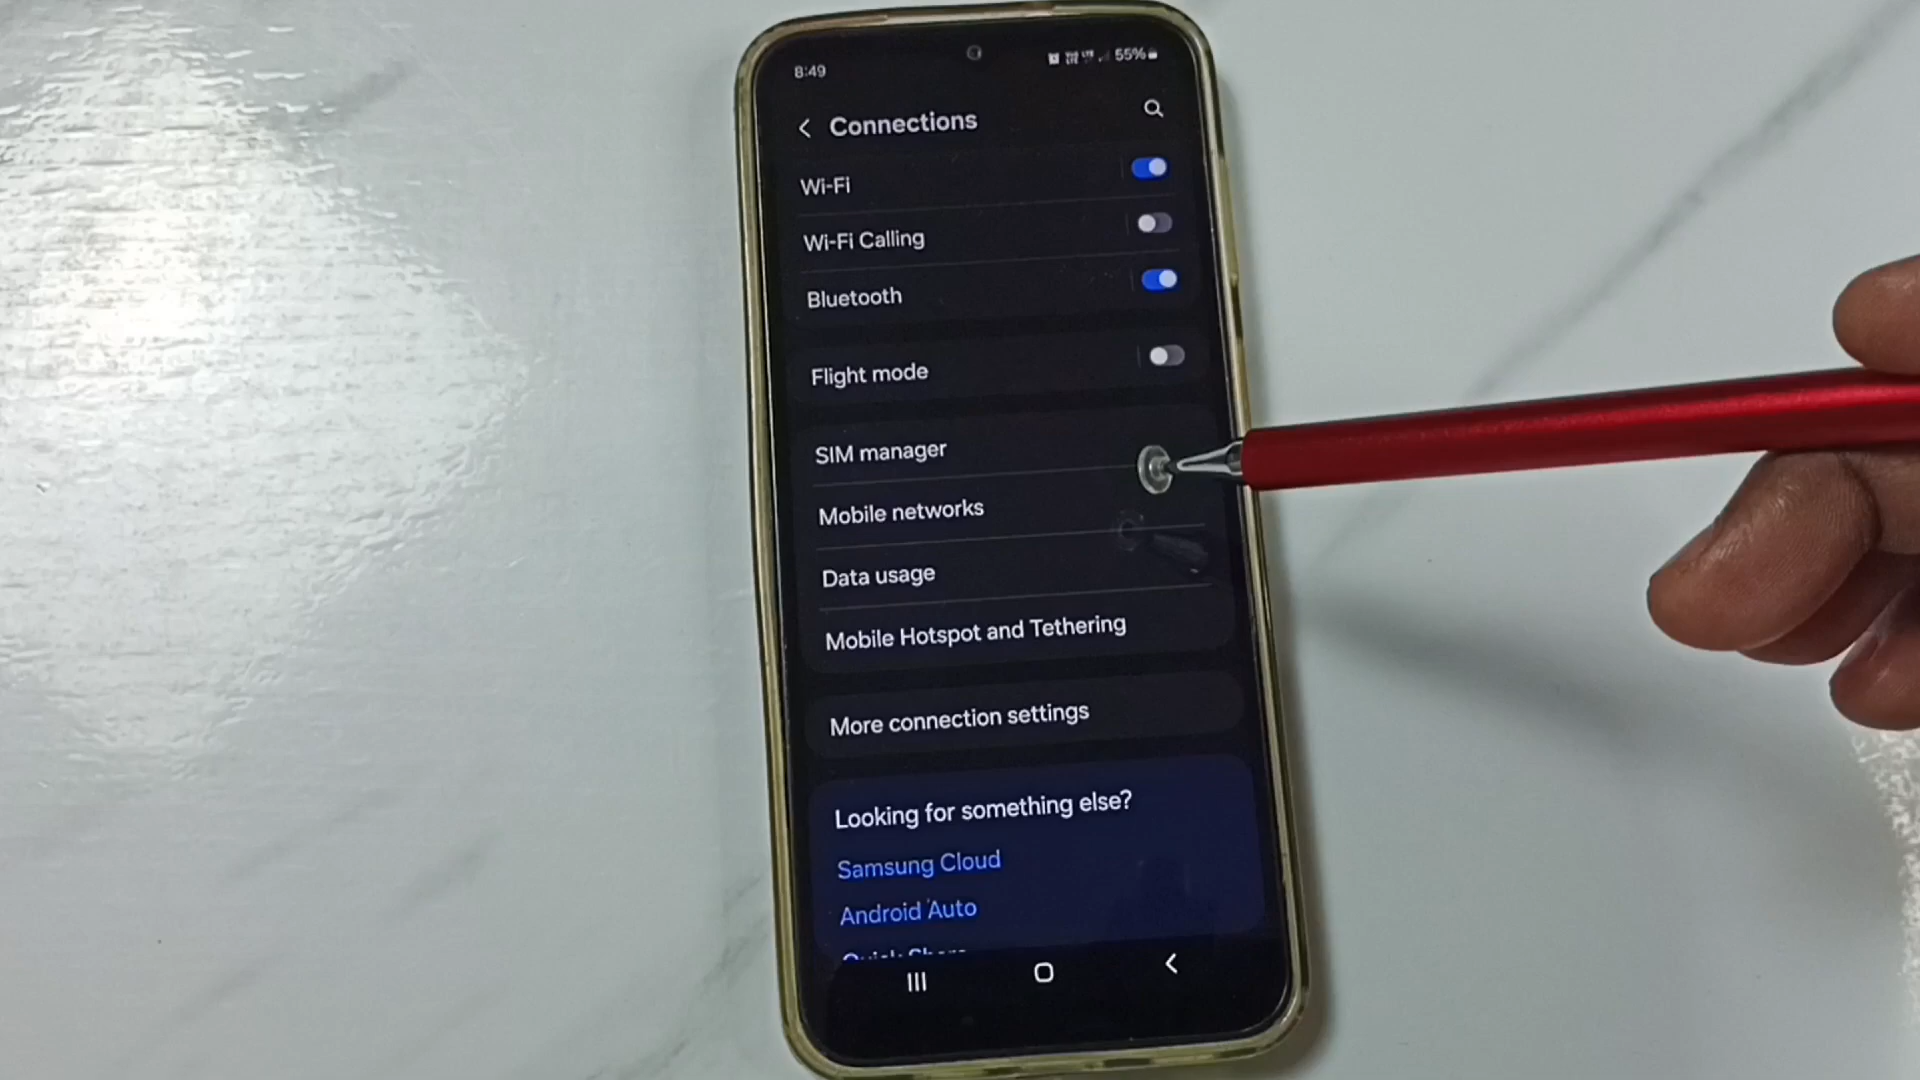 8:49
55%
Connections
Wi-Fi
Wi-Fi Calling
Bluetooth
Flight mode
SIM manager
Mobile networks
Data usage
Mobile Hotspot and Tethering
More connection settings
Looking for something else?
Samsung Cloud
Android Auto